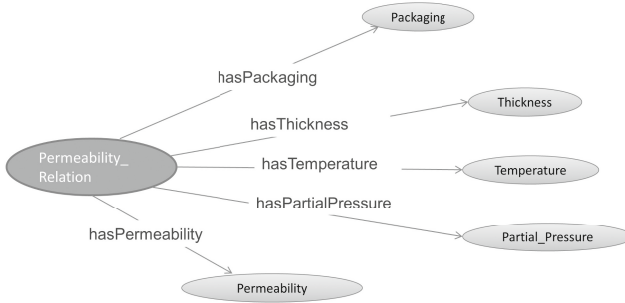 Packaging
hasPackaging
Thickness
hasThickness
Permeability_
Relation
hasTemperature
Temperature
hasPartialPressure
Partial_Pressure
hasPermeability
Permeability